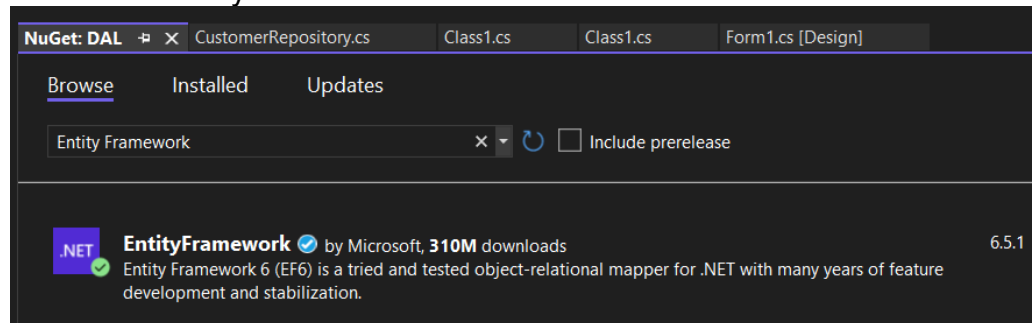 NuGet: DAL CustomerRepository.cs Class1.cs Class1.cs Form1.cs [Design]
Browse Installed Updates
Entity Framework Include prerelease
.NET EntityFramework by Microsoft, 310M downloads 6.5.1
Entity Framework 6 (EF6) is a tried and tested object-relational mapper for .NET with many years of feature
development and stabilization.